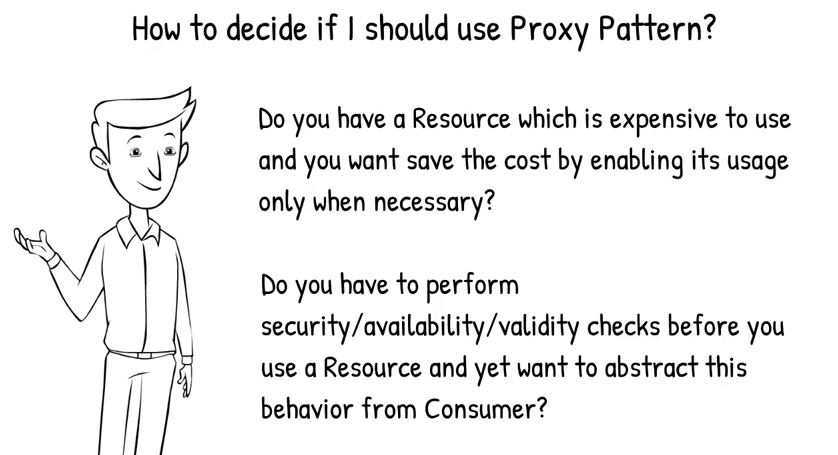 How to decide if I should use Proxy Pattern?
Do you have a Resource which is expensive to use
and you want save the cost by enabling its usage
only when necessary?
Do you have to perform
security/availability/validity checks before you
use a Resource and yet want to abstract this
behavior from Consumer?